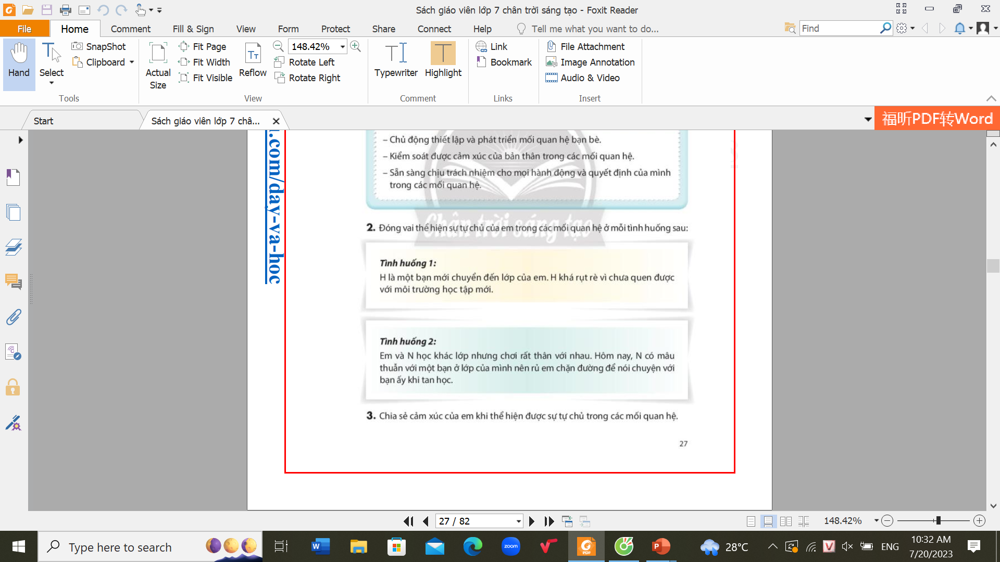 Sách giáo viên lớp 7 chân trời sáng tạo - Foxit Reader
File Home Comment Fill & Sign View Form Protect Share Connect Help Tell me what you want to do... Find
SnapShot
Clipboard
Hand
Select
Tools
Actual
Size
Fit Page
Fit Width
Fit Visible
Reflow
148.42%
Rotate Left
Rotate Right
View
Typewriter
Highlight
Comment
Link
Bookmark
Links
File Attachment
Image Annotation
Audio & Video
Insert
Start
Sách giáo viên lớp 7 châ...
福昕PDF转Word
.com/day-va-hoc
– Chủ động thiết lập và phát triển mối quan hệ bạn bè.
– Kiểm soát được cảm xúc của bản thân trong các mối quan hệ.
– Sẵn sàng chịu trách nhiệm cho mọi hành động và quyết định của mình
trong các mối quan hệ.
Chân trời sáng tạo
2. Đóng vai thể hiện sự tự chủ của em trong các mối quan hệ ở mỗi tình huống sau:
Tình huống 1:
H là một bạn mới chuyển đến lớp của em. H khá rụt rè vì chưa quen được
với môi trường học tập mới.
Tình huống 2:
Em và N học khác lớp nhưng chơi rất thân với nhau. Hôm nay, N có mâu
thuẫn với một bạn ở lớp của mình nên rủ em chặn đường để nói chuyện với
bạn ấy khi tan học.
3. Chia sẻ cảm xúc của em khi thể hiện được sự tự chủ trong các mối quan hệ.
27
27 / 82
148.42%
Type here to search
zoom
28°C
ENG
10:32 AM
7/20/2023